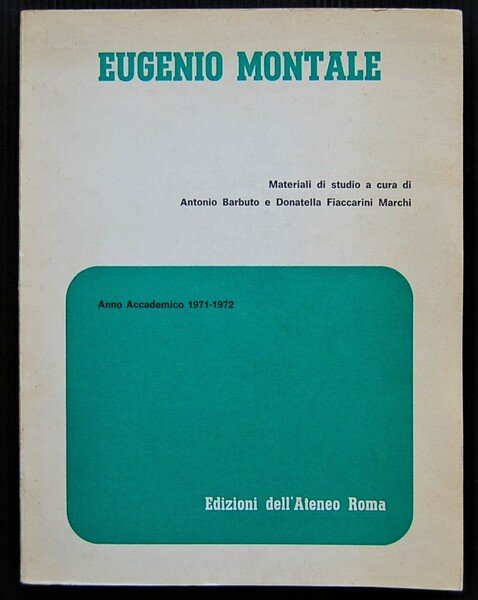 EUGENIO MONTALE
Materiali di studio a cura di
Antonio Barbuto e Donatella Fiaccarini Marchi
Anno Accademico 1971-1972
Edizioni dell'Ateneo Roma